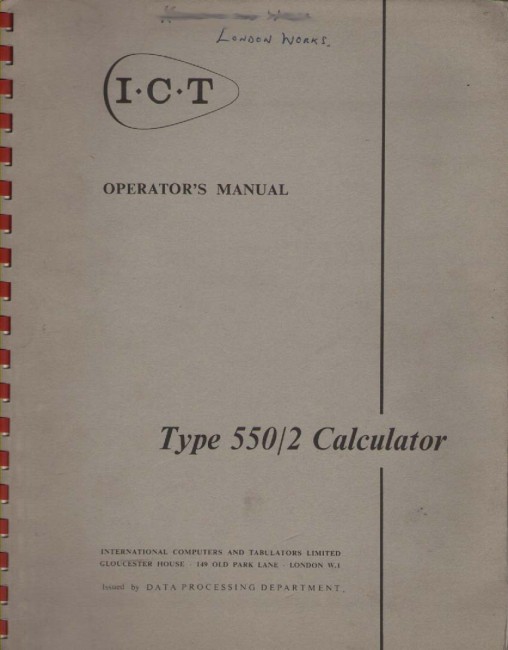 London Works.
I·C·T
OPERATOR'S MANUAL
Type 550/2 Calculator
INTERNATIONAL COMPUTERS AND TABULATORS LIMITED
GLOUCESTER HOUSE · 149 OLD PARK LANE · LONDON W.1
Issued by DATA PROCESSING DEPARTMENT.